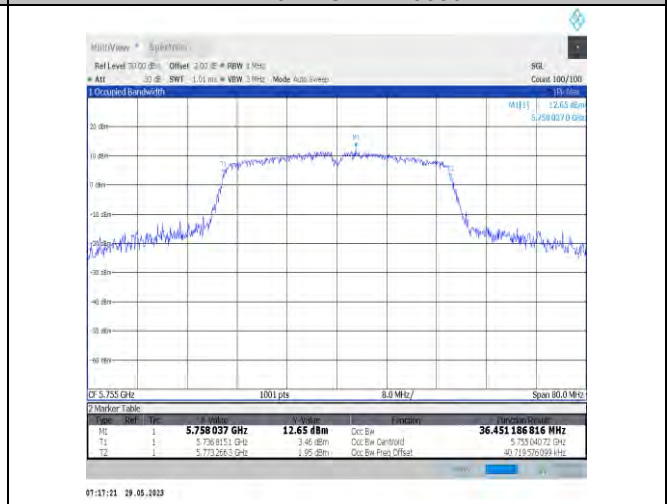 MultiView Spectrum
Ref Level 30.00 dBm Offset 2.00 dB RBW 1 MHz SGL
Att 30 dB SWT 1.01 ms VBW 3 MHz Mode Auto Sweep Count 100/100
1 Occupied Bandwidth
M1[1] 12.65 dBm
5.7580370 GHz
20 dBm
M1
10 dBm
T1
0 dBm
-10 dBm
-20 dBm
-30 dBm
-40 dBm
-50 dBm
-60 dBm
CF 5.755 GHz 1001 pts 8.0 MHz/ Span 80.0 MHz
2 Marker Table
Type Ref Trc X-Value Y-Value Function Function Result
M1 1 5.758 037 GHz 12.65 dBm Occ Bw 36.451 186 816 MHz
T1 1 5.736 815 1 GHz 3.46 dBm Occ Bw Centroid 5.755 040 72 GHz
T2 1 5.773 266 3 GHz 1.95 dBm Occ Bw Freq Offset 40.719 576 099 kHz
07:17:21 29.05.2023